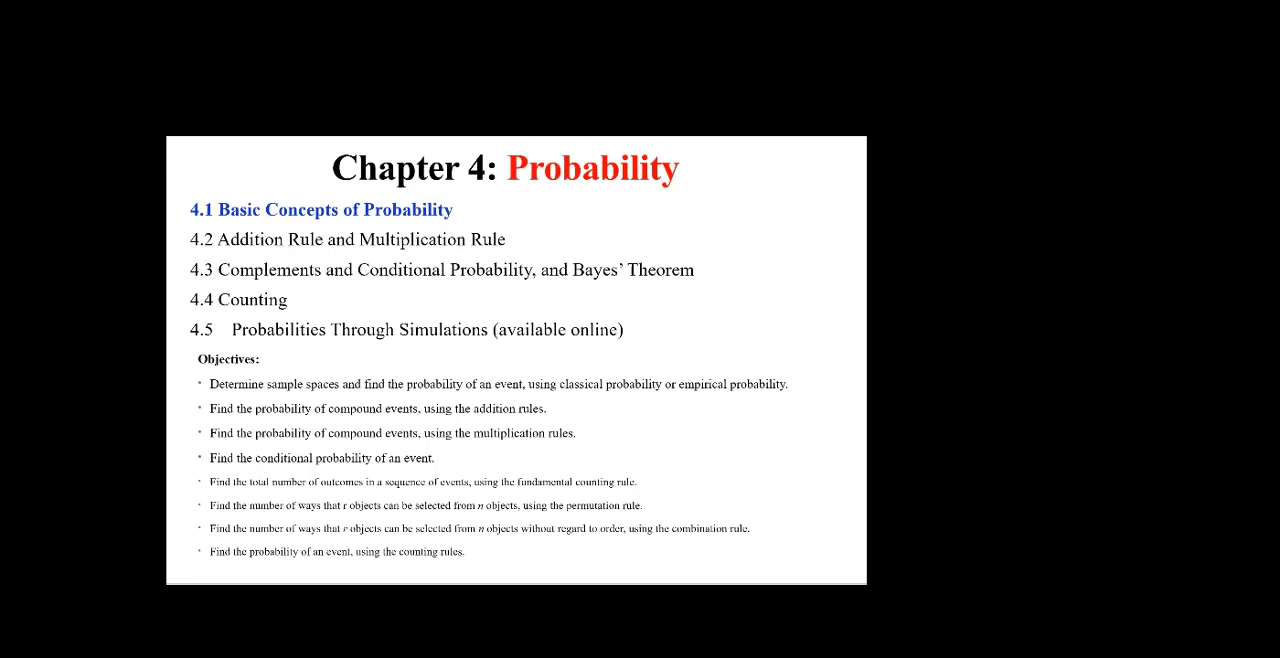 Chapter 4: Probability
4.1 Basic Concepts of Probability
4.2 Addition Rule and Multiplication Rule
4.3 Complements and Conditional Probability, and Bayes’ Theorem
4.4 Counting
4.5 Probabilities Through Simulations (available online)
Objectives:
• Determine sample spaces and find the probability of an event, using classical probability or empirical probability.
• Find the probability of compound events, using the addition rules.
• Find the probability of compound events, using the multiplication rules.
• Find the conditional probability of an event.
• Find the total number of outcomes in a sequence of events, using the fundamental counting rule.
• Find the number of ways that r objects can be selected from n objects, using the permutation rule.
• Find the number of ways that r objects can be selected from n objects without regard to order, using the combination rule.
• Find the probability of an event, using the counting rules.